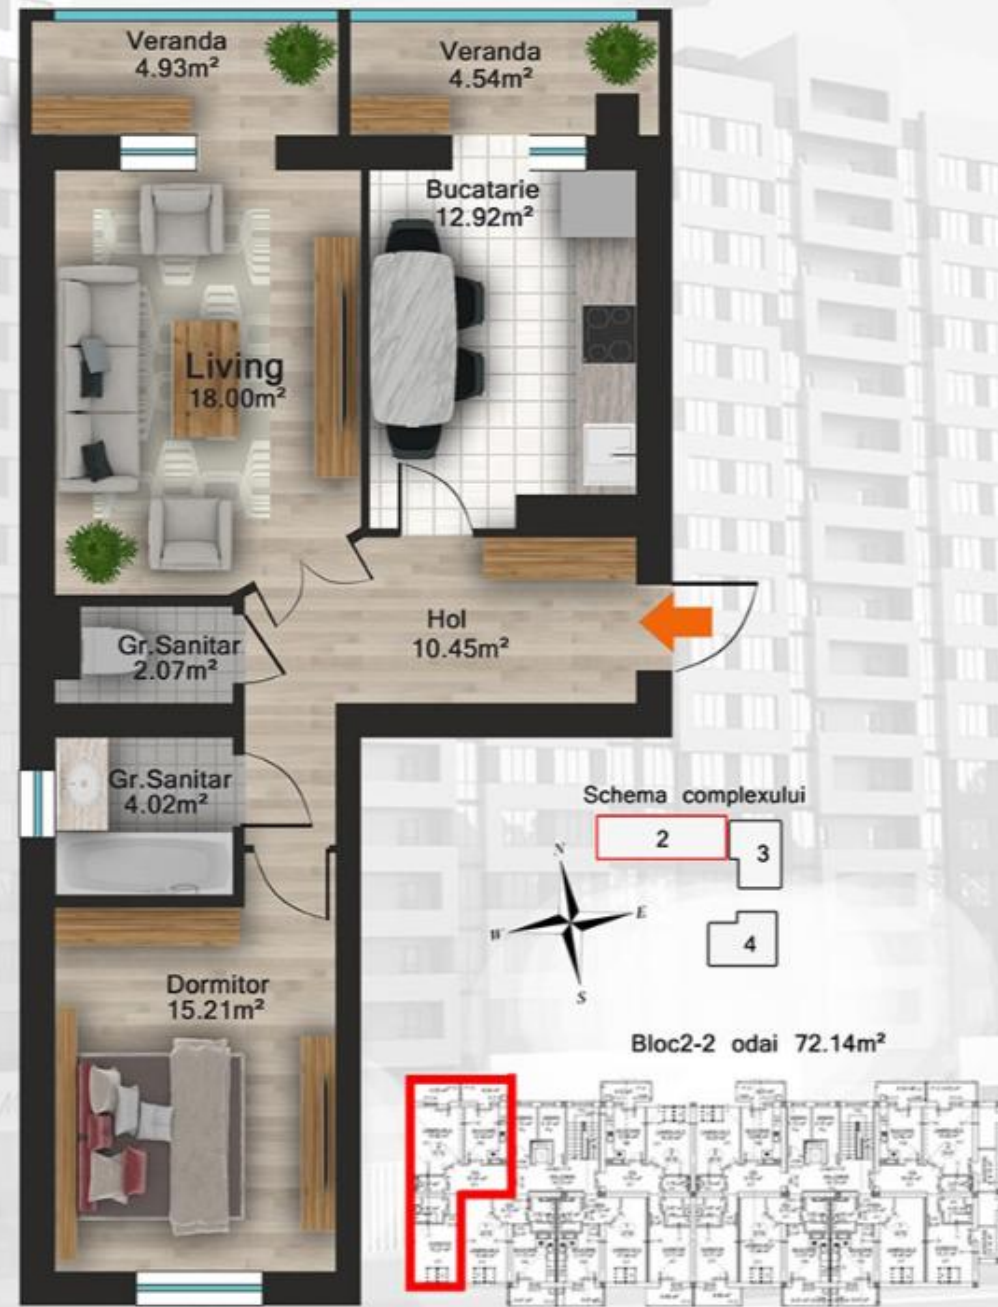 Veranda
4.93m²
Veranda
4.54m²
Bucatarie
12.92m²
Living
18.00m²
Hol
10.45m²
Gr.Sanitar
2.07m²
Gr.Sanitar
4.02m²
Schema complexului
2
3
4
N
W
E
S
Dormitor
15.21m²
Bloc2-2 odai 72.14m²